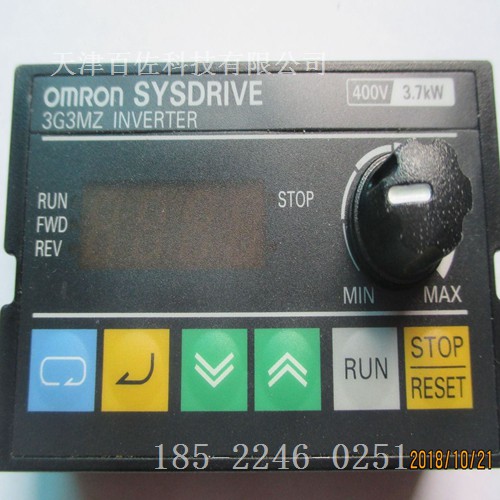 天津百佐科技有限公司
omron SYSDRIVE
400V 3.7kW
3G3MZ INVERTER
RUN
STOP
FWD
REV
MIN MAX
RUN
STOP
RESET
185-2246-0251
2018/10/21